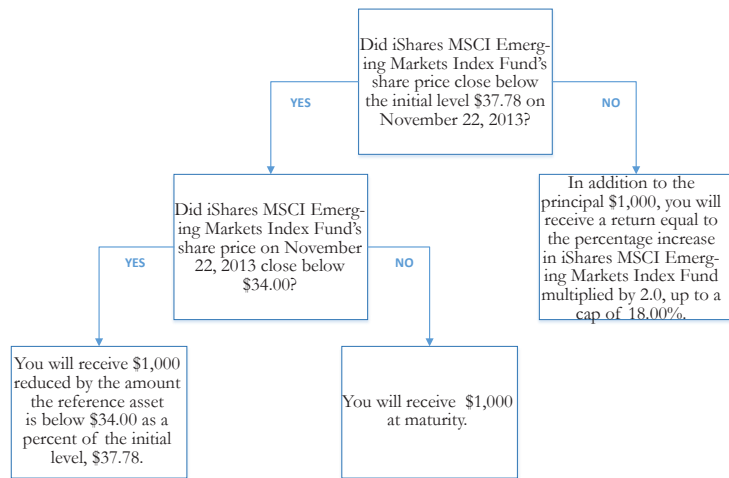 Did iShares MSCI Emerg-
ing Markets Index Fund's
share price close below
the initial level $37.78 on
November 22, 2013?
YES
NO
Did iShares MSCI Emerg-
ing Markets Index Fund's
share price on November
22, 2013 close below
$34.00?
In addition to the
principal $1,000, you will
receive a return equal to
the percentage increase
in iShares MSCI Emerg-
ing Markets Index Fund
multiplied by 2.0, up to a
cap of 18.00%.
YES
NO
You will receive $1,000
reduced by the amount
the reference asset
is below $34.00 as a
percent of the initial
level, $37.78.
You will receive $1,000
at maturity.